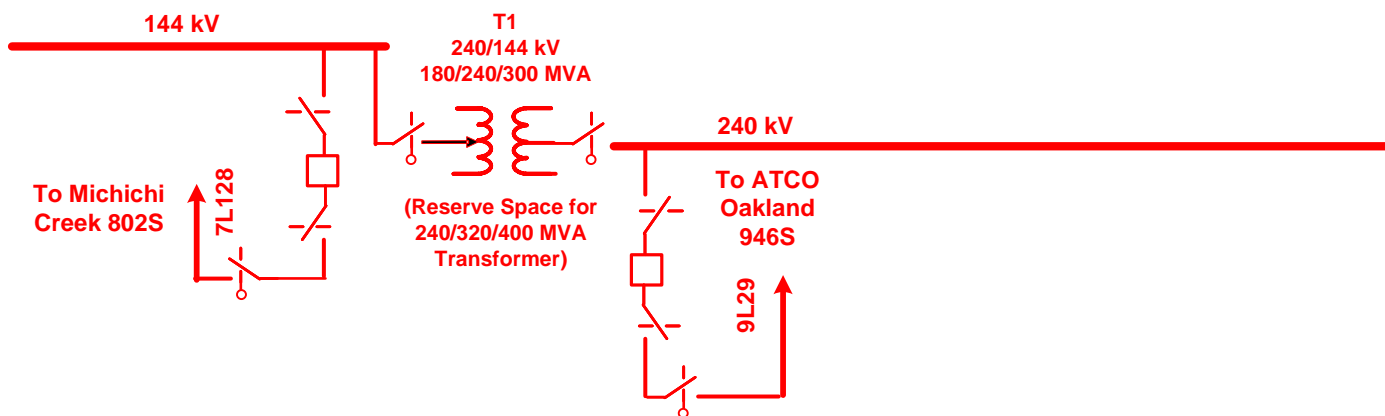 144 kV
T1
240/144 kV
180/240/300 MVA
240 kV
To Michichi
Creek 802S
7L128
(Reserve Space for
240/320/400 MVA
Transformer)
To ATCO
Oakland
946S
9L29